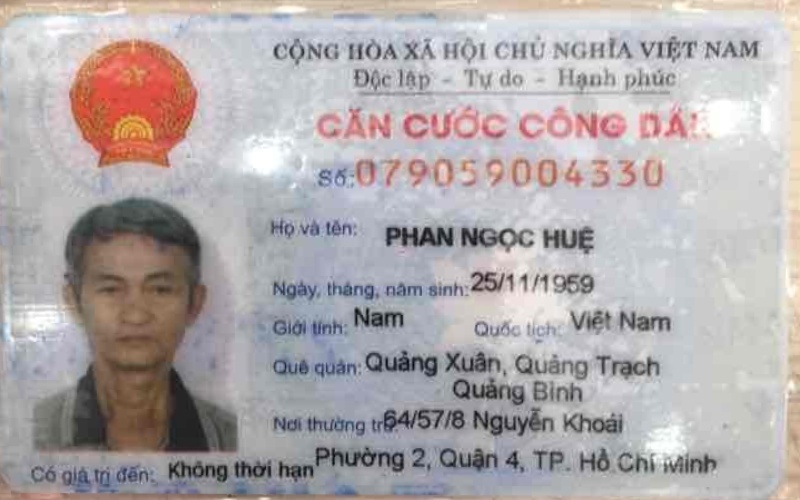 CỘNG HÒA XÃ HỘI CHỦ NGHĨA VIỆT NAM
Độc lập - Tự do - Hạnh phúc
CĂN CƯỚC CÔNG DÂN
Số: 079059004330
Họ và tên: PHAN NGỌC HUỆ
Ngày, tháng, năm sinh: 25/11/1959
Giới tính: Nam Quốc tịch: Việt Nam
Quê quán: Quảng Xuân, Quảng Trạch
Quảng Bình
Nơi thường trú: 64/57/8 Nguyễn Khoái
Phường 2, Quận 4, TP. Hồ Chí Minh
Có giá trị đến: Không thời hạn